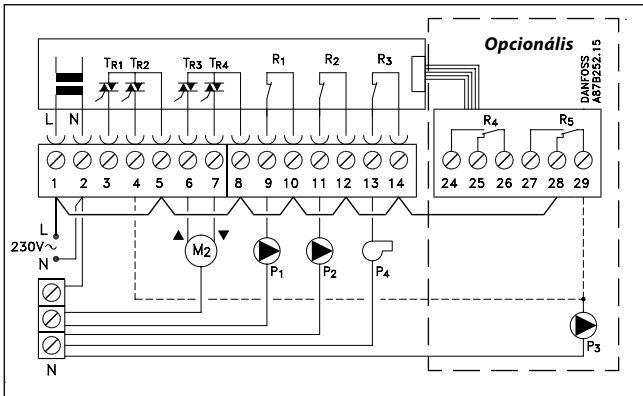 Opcionális
DANFOSS
A87B252.15
TR1 TR2 TR3 TR4 R1 R2 R3
R4 R5
L N
1 2 3 4 5 6 7 8 9 10 11 12 13 14
24 25 26 27 28 29
L
230V~
N
M2
P1 P2 P4
P3
N